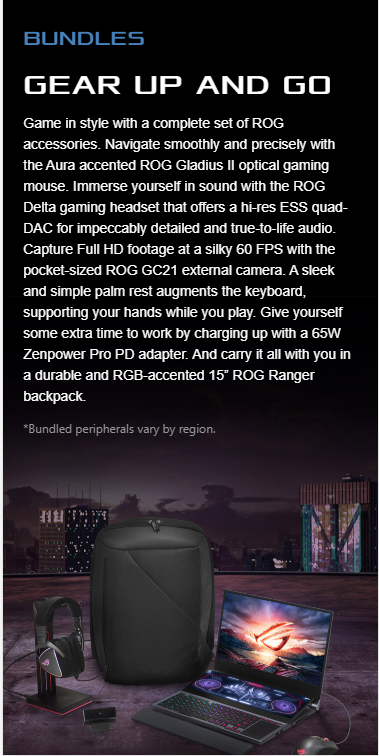 BUNDLES
GEAR UP AND GO
Game in style with a complete set of ROG
accessories. Navigate smoothly and precisely with
the Aura accented ROG Gladius II optical gaming
mouse. Immerse yourself in sound with the ROG
Delta gaming headset that offers a hi-res ESS quad-
DAC for impeccably detailed and true-to-life audio.
Capture Full HD footage at a silky 60 FPS with the
pocket-sized ROG GC21 external camera. A sleek
and simple palm rest augments the keyboard,
supporting your hands while you play. Give yourself
some extra time to work by charging up with a 65W
Zenpower Pro PD adapter. And carry it all with you in
a durable and RGB-accented 15” ROG Ranger
backpack.
*Bundled peripherals vary by region.